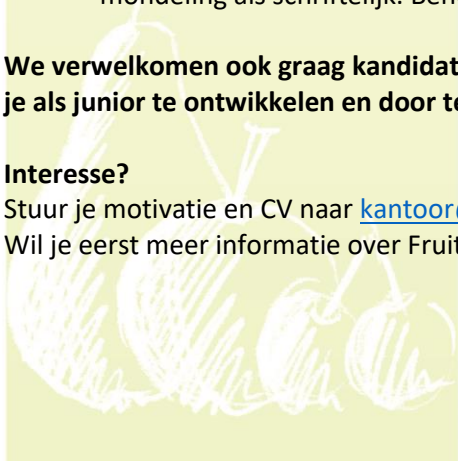 mondeling als schriftelijk. Ben
We verwelkomen ook graag kandidat
je als junior te ontwikkelen en door te
Interesse?
Stuur je motivatie en CV naar kantoor@
Wil je eerst meer informatie over Fruit